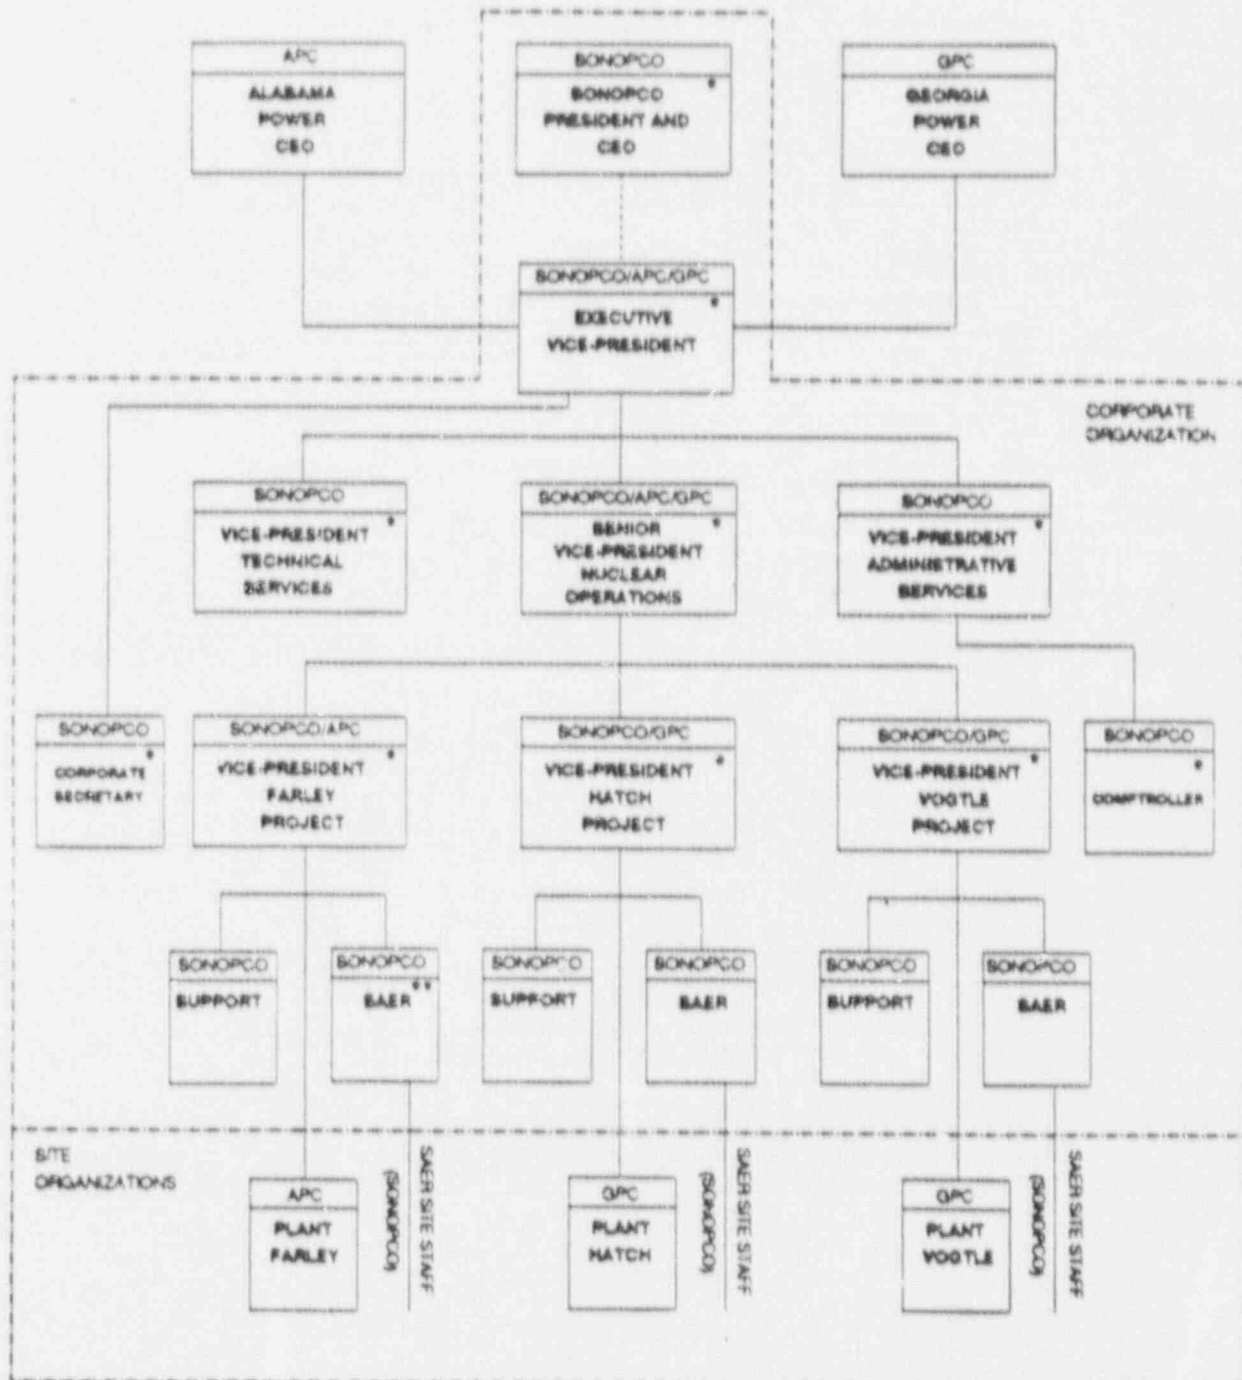 APC
ALABAMA
POWER
CEO
SONOPCO
*
SONOPCO
PRESIDENT AND
CEO
GPC
GEORGIA
POWER
CEO
SONOPCO/APC/GPC
*
EXECUTIVE
VICE-PRESIDENT
CORPORATE
ORGANIZATION
SONOPCO
*
VICE-PRESIDENT
TECHNICAL
SERVICES
SONOPCO/APC/GPC
*
SENIOR
VICE-PRESIDENT
NUCLEAR
OPERATIONS
SONOPCO
*
VICE-PRESIDENT
ADMINISTRATIVE
SERVICES
SONOPCO
*
CORPORATE
SECRETARY
SONOPCO/APC
*
VICE-PRESIDENT
FARLEY
PROJECT
SONOPCO/GPC
*
VICE-PRESIDENT
HATCH
PROJECT
SONOPCO/GPC
*
VICE-PRESIDENT
VOGTLE
PROJECT
SONOPCO
*
COMPTROLLER
SONOPCO
SUPPORT
SONOPCO
**
SAER
SONOPCO
SUPPORT
SONOPCO
SAER
SONOPCO
SUPPORT
SONOPCO
SAER
SITE
ORGANIZATIONS
APC
PLANT
FARLEY
SAER SITE STAFF
(SONOPCO)
GPC
PLANT
HATCH
SAER SITE STAFF
(SONOPCO)
GPC
PLANT
VOGTLE
SAER SITE STAFF
(SONOPCO)